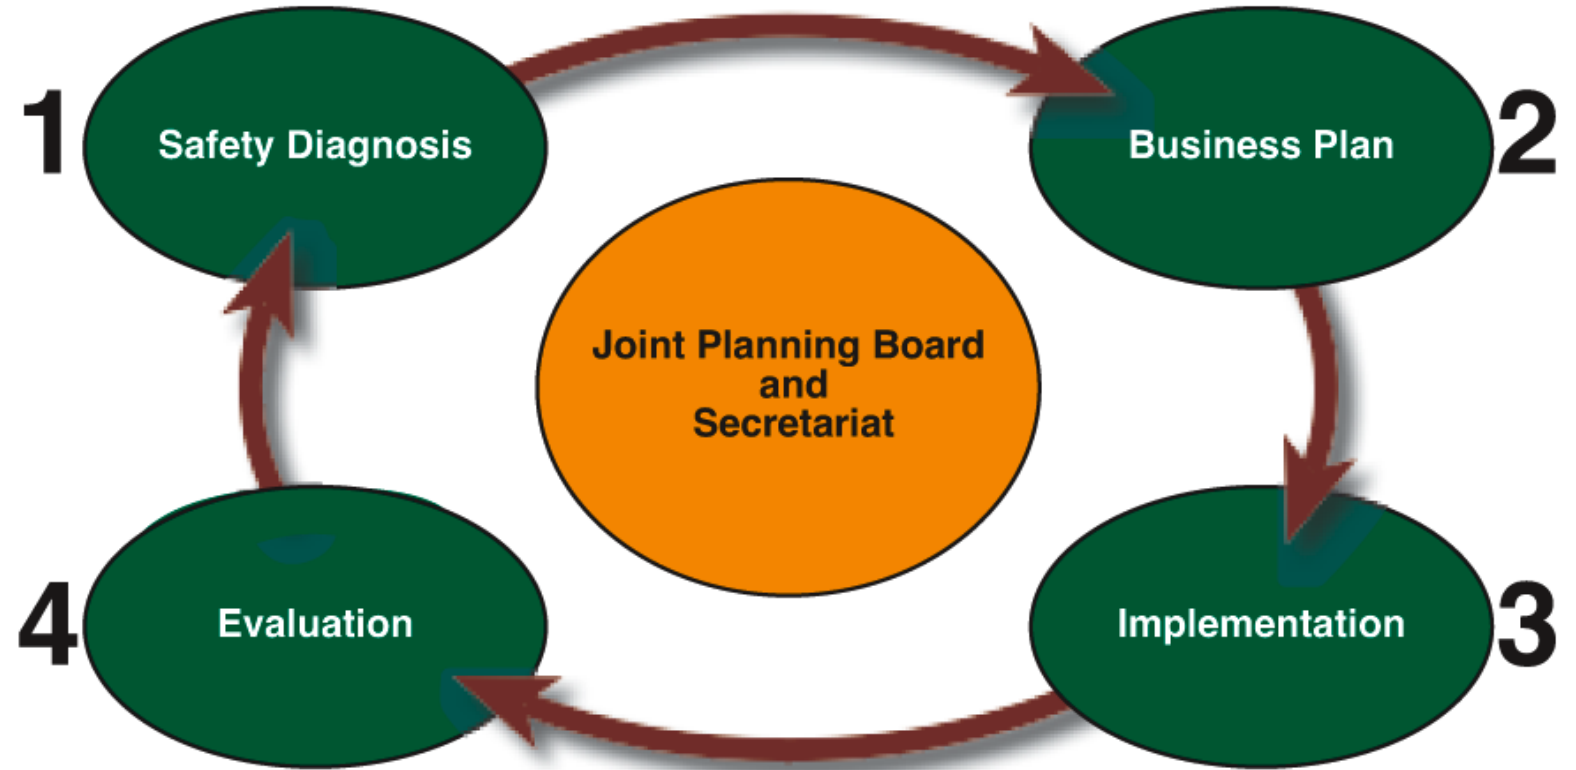 1
Safety Diagnosis
Business Plan
2
Joint Planning Board
and
Secretariat
4
Evaluation
Implementation
3